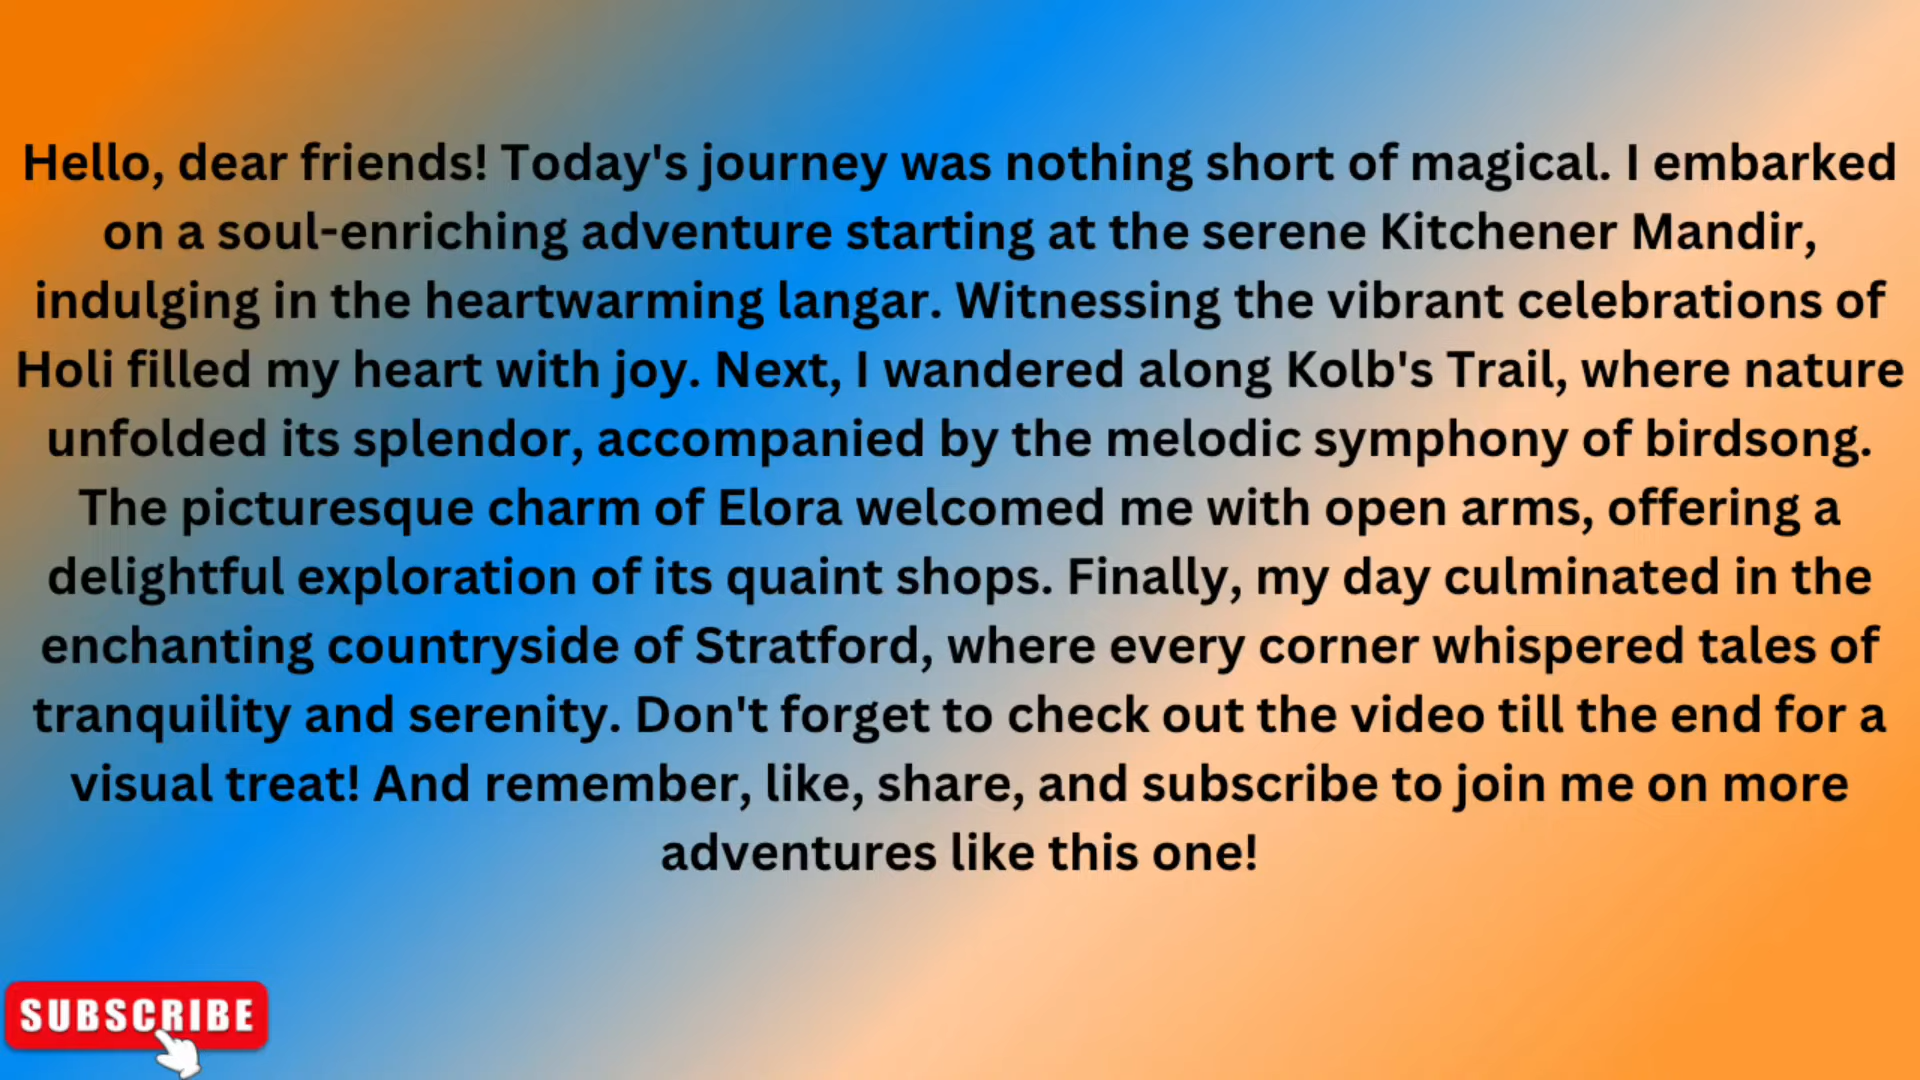 Hello, dear friends! Today's journey was nothing short of magical. I embarked
on a soul-enriching adventure starting at the serene Kitchener Mandir,
indulging in the heartwarming langar. Witnessing the vibrant celebrations of
Holi filled my heart with joy. Next, I wandered along Kolb's Trail, where nature
unfolded its splendor, accompanied by the melodic symphony of birdsong.
The picturesque charm of Elora welcomed me with open arms, offering a
delightful exploration of its quaint shops. Finally, my day culminated in the
enchanting countryside of Stratford, where every corner whispered tales of
tranquility and serenity. Don't forget to check out the video till the end for a
visual treat! And remember, like, share, and subscribe to join me on more
adventures like this one!
SUBSCRIBE